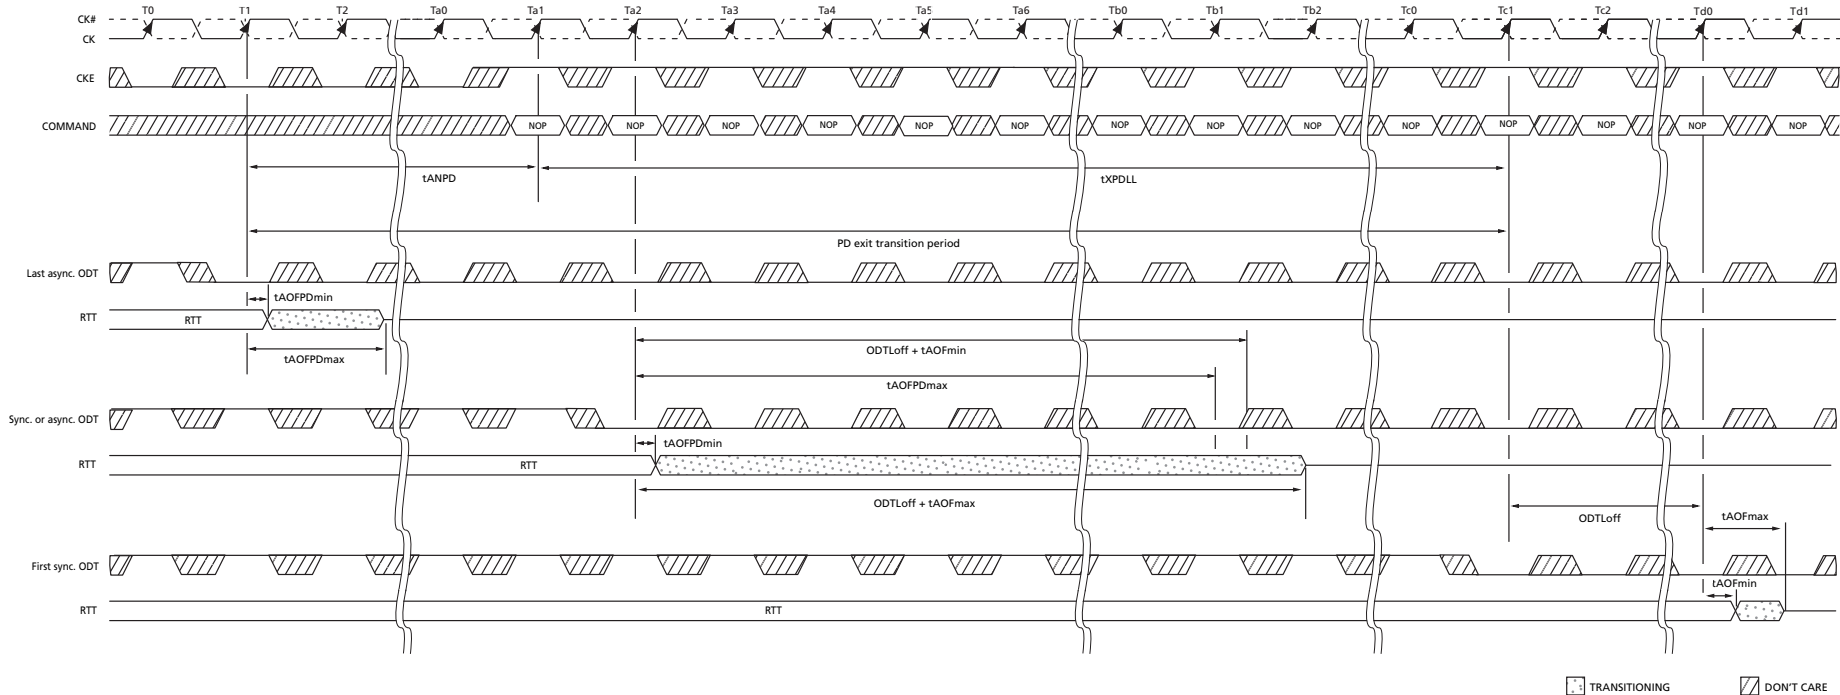 T0 T1 T2 Ta0 Ta1 Ta2 Ta3 Ta4 Ta5 Ta6 Tb0 Tb1 Tb2 Tc0 Tc1 Tc2 Td0 Td1
CK#
CK
CKE
COMMAND NOP NOP NOP NOP NOP NOP NOP NOP NOP NOP NOP NOP NOP NOP
tANPD tXPDLL
PD exit transition period
Last async. ODT
tAOFPDmin
RTT RTT
tAOFPDmax
ODTLoff + tAOFmin
tAOFPDmax
Sync. or async. ODT
tAOFPDmin
RTT RTT
ODTLoff + tAOFmax
ODTLoff tAOFmax
First sync. ODT
tAOFmin
RTT RTT
TRANSITIONING DON'T CARE